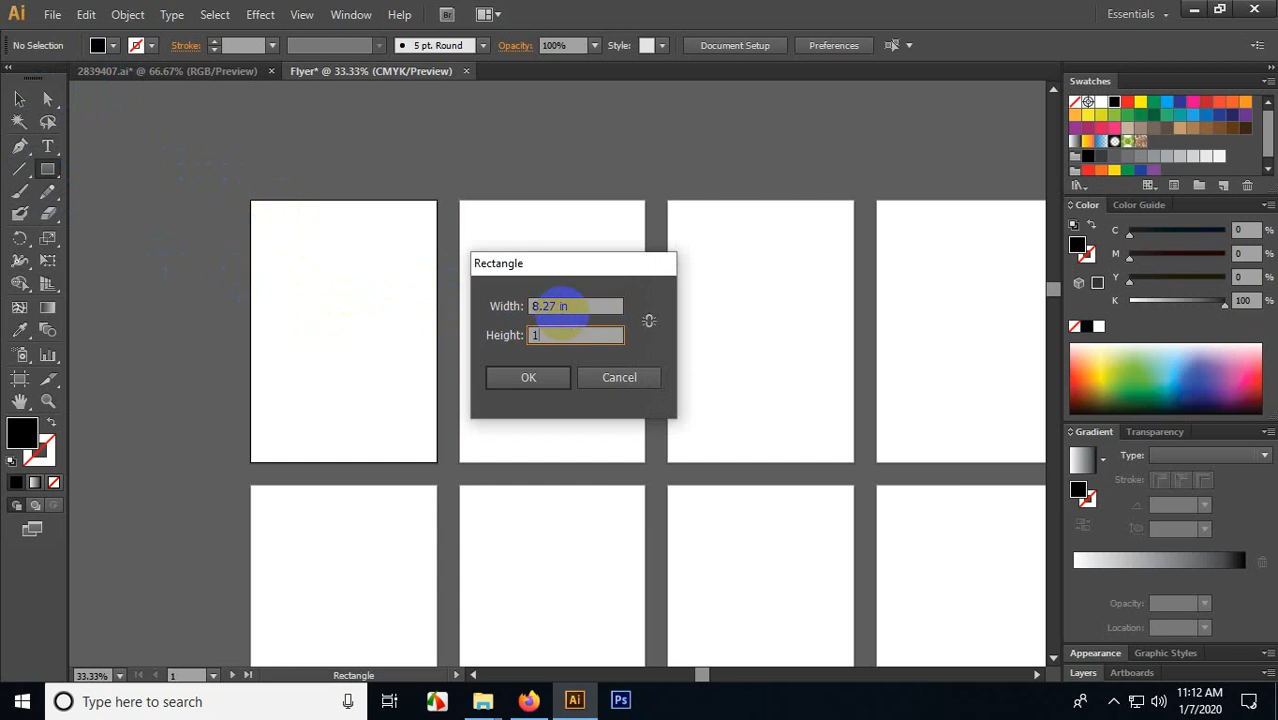 Ai File Edit Object Type Select Effect View Window Help Br Essentials
No Selection Stroke: 5 pt. Round Opacity: 100% Style: Document Setup Preferences
2839407.ai* @ 66.67% (RGB/Preview) × Flyer* @ 33.33% (CMYK/Preview) ×
Swatches
Color Color Guide
C 0 %
M 0 %
Y 0 %
K 100 %
Rectangle
Width: 8.27 in
Height: 1
OK Cancel
Gradient Transparency
Type:
Stroke:
Opacity:
Location:
Appearance Graphic Styles
Layers Artboards
33.33% 1 Rectangle
Type here to search
Ai Ps
11:12 AM
1/7/2020